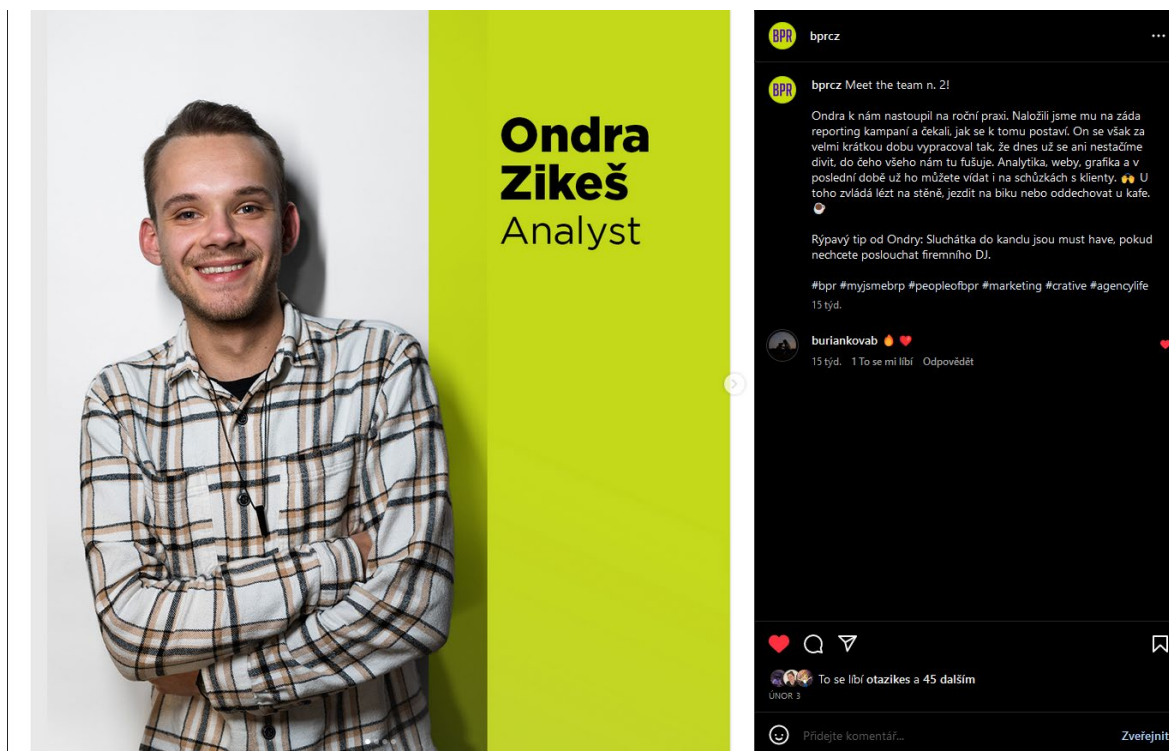 Ondra
Zikeš
Analyst
BPR
bprcz
BPR
bprcz Meet the team n. 2!
Ondra k nám nastoupil na roční praxi. Naložili jsme mu na záda
reporting kampaní a čekali, jak se k tomu postaví. On se však za
velmi krátkou dobu vypracoval tak, že dnes už se ani nestačíme
divit, do čeho všeho nám tu fušuje. Analytika, weby, grafika a v
poslední době už ho můžete vídat i na schůzkách s klienty. 🙌 U
toho zvládá lézt na stěně, jezdit na biku nebo oddechovat u kafe.
☕
Rýpavý tip od Ondry: Sluchátka do kanclu jsou must have, pokud
nechcete poslouchat firemního DJ.
#bpr #myjsmebrp #peopleofbpr #marketing #crative #agencylife
15 týd.
buriankovab 🔥 ❤️
15 týd. 1 To se mi líbí Odpovědět
To se líbí otazikes a 45 dalším
ÚNOR 3
Přidejte komentář...
Zveřejnit